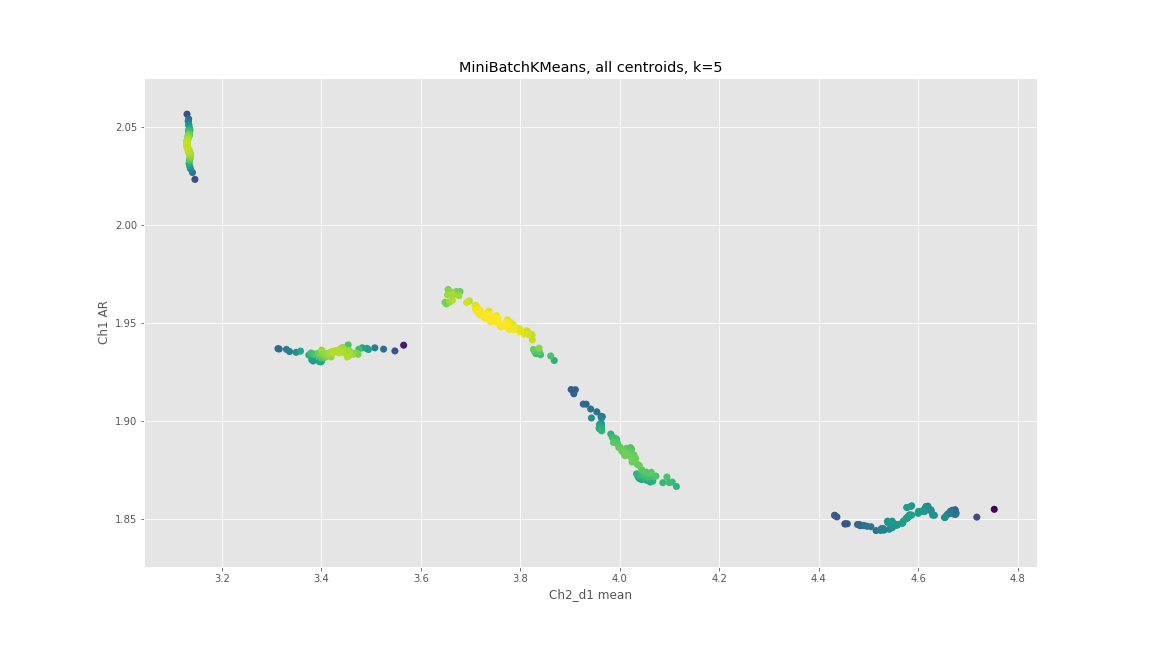 MiniBatchKMeans, all centroids, k=5
2.05
2.00
1.95
1.90
1.85
Ch1 AR
3.2 3.4 3.6 3.8 4.0 4.2 4.4 4.6 4.8
Ch2_d1 mean